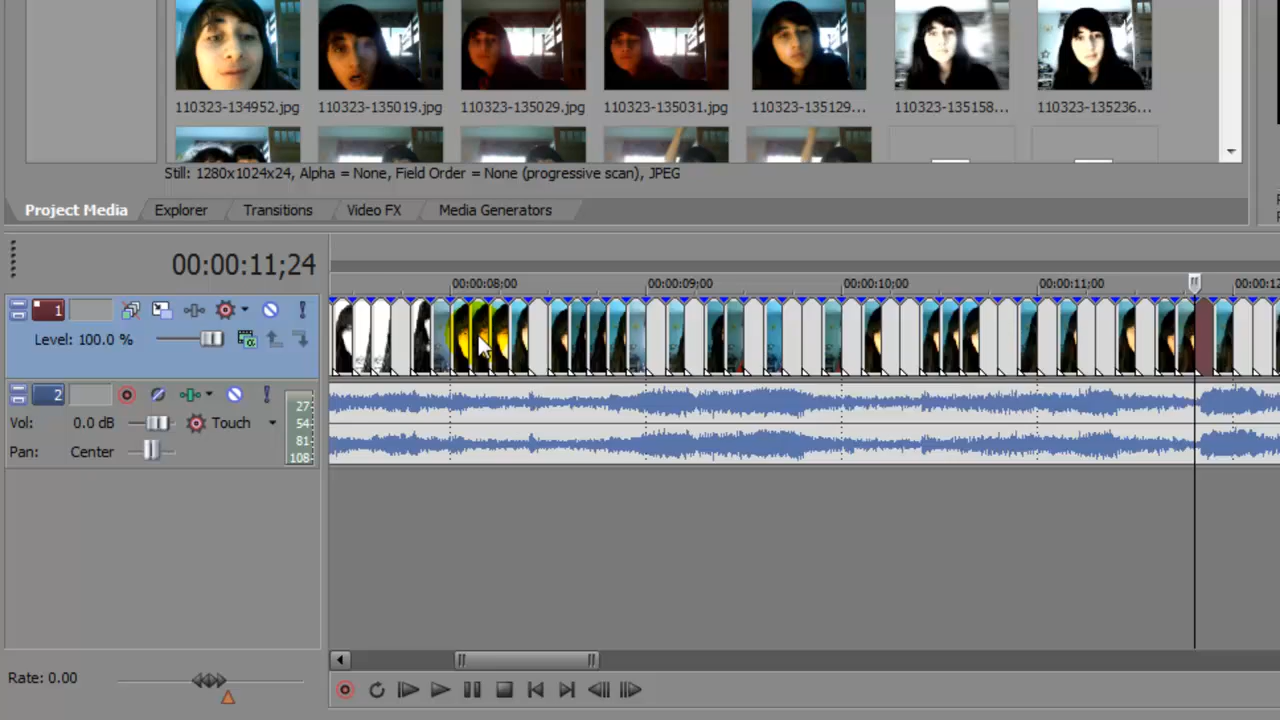 110323-134952.jpg 110323-135019.jpg 110323-135029.jpg 110323-135031.jpg 110323-135129... 110323-135158... 110323-135236...
Still: 1280x1024x24, Alpha = None, Field Order = None (progressive scan), JPEG
Project Media Explorer Transitions Video FX Media Generators
00:00:11;24
00:00:08;00 00:00:09;00 00:00:10;00 00:00:11;00 00:00:12
1
Level: 100.0 %
2
Vol: 0.0 dB Touch
Pan: Center
27
54
81
108
Rate: 0.00